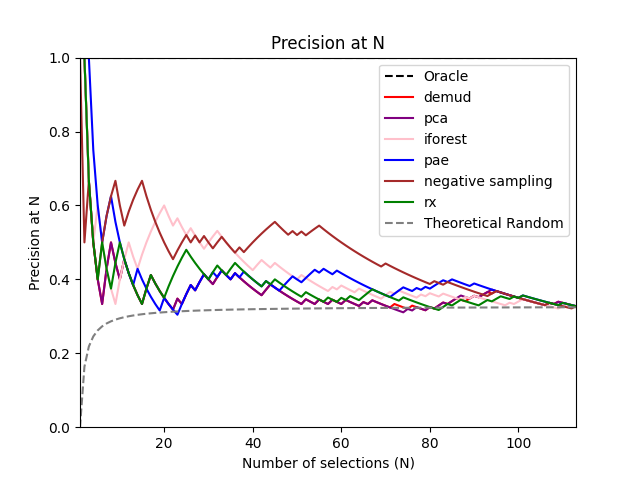 Precision at N
Precision at N
1.0
0.8
0.6
0.4
0.2
0.0
Oracle
demud
pca
iforest
pae
negative sampling
rx
Theoretical Random
20
40
60
80
100
Number of selections (N)